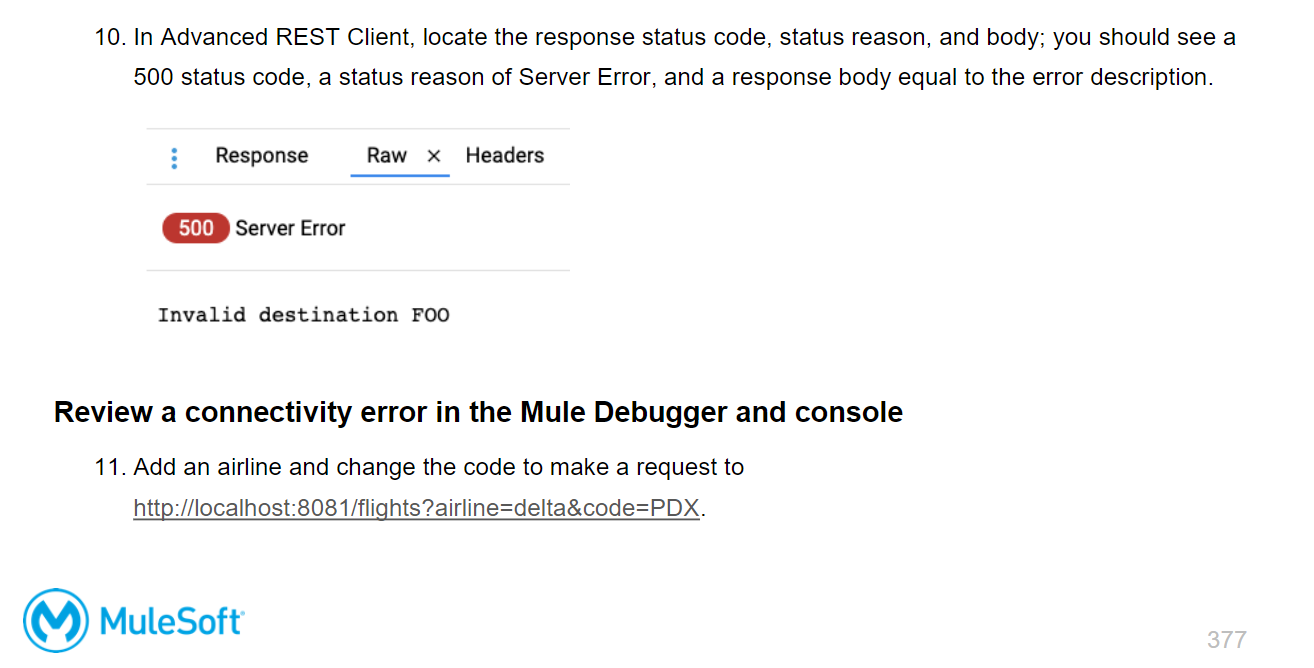 10. In Advanced REST Client, locate the response status code, status reason, and body; you should see a
500 status code, a status reason of Server Error, and a response body equal to the error description.
Response Raw × Headers
500 Server Error
Invalid destination FOO
Review a connectivity error in the Mule Debugger and console
11. Add an airline and change the code to make a request to
http://localhost:8081/flights?airline=delta&code=PDX.
MuleSoft
377